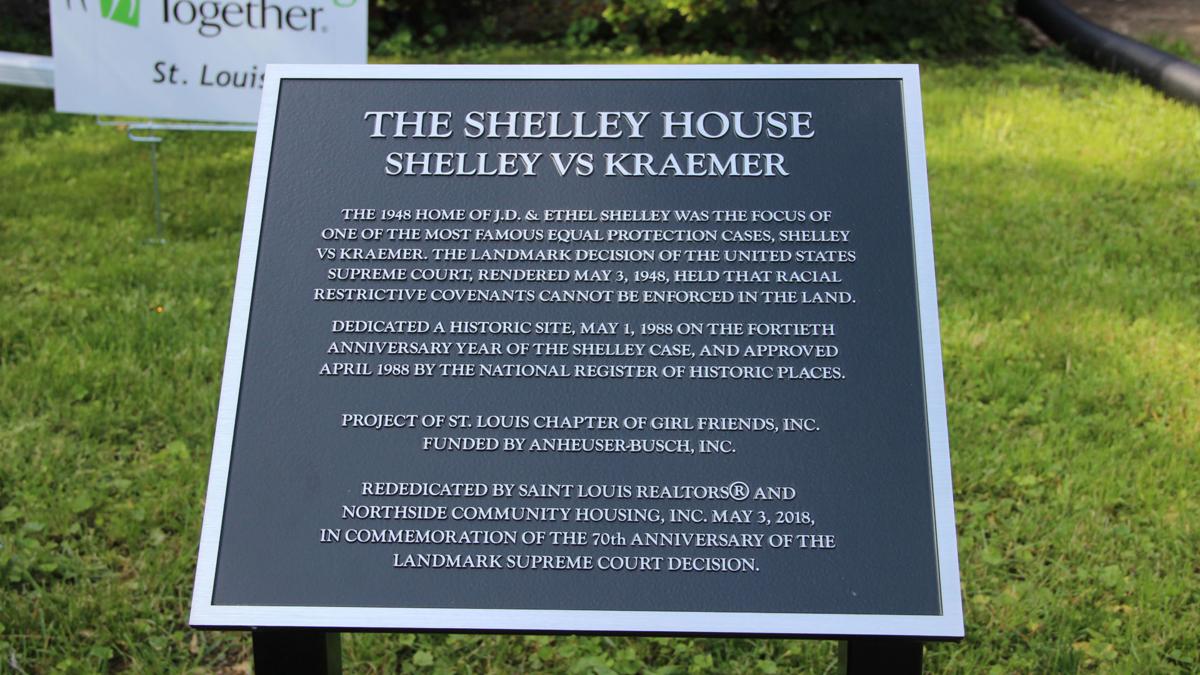 Together.
St. Louis
THE SHELLEY HOUSE
SHELLEY VS KRAEMER
THE 1948 HOME OF J.D. & ETHEL SHELLEY WAS THE FOCUS OF
ONE OF THE MOST FAMOUS EQUAL PROTECTION CASES, SHELLEY
VS KRAEMER. THE LANDMARK DECISION OF THE UNITED STATES
SUPREME COURT, RENDERED MAY 3, 1948, HELD THAT RACIAL
RESTRICTIVE COVENANTS CANNOT BE ENFORCED IN THE LAND.
DEDICATED A HISTORIC SITE, MAY 1, 1988 ON THE FORTIETH
ANNIVERSARY YEAR OF THE SHELLEY CASE, AND APPROVED
APRIL 1988 BY THE NATIONAL REGISTER OF HISTORIC PLACES.
PROJECT OF ST. LOUIS CHAPTER OF GIRL FRIENDS, INC.
FUNDED BY ANHEUSER-BUSCH, INC.
REDEDICATED BY SAINT LOUIS REALTORS® AND
NORTHSIDE COMMUNITY HOUSING, INC. MAY 3, 2018,
IN COMMEMORATION OF THE 70th ANNIVERSARY OF THE
LANDMARK SUPREME COURT DECISION.